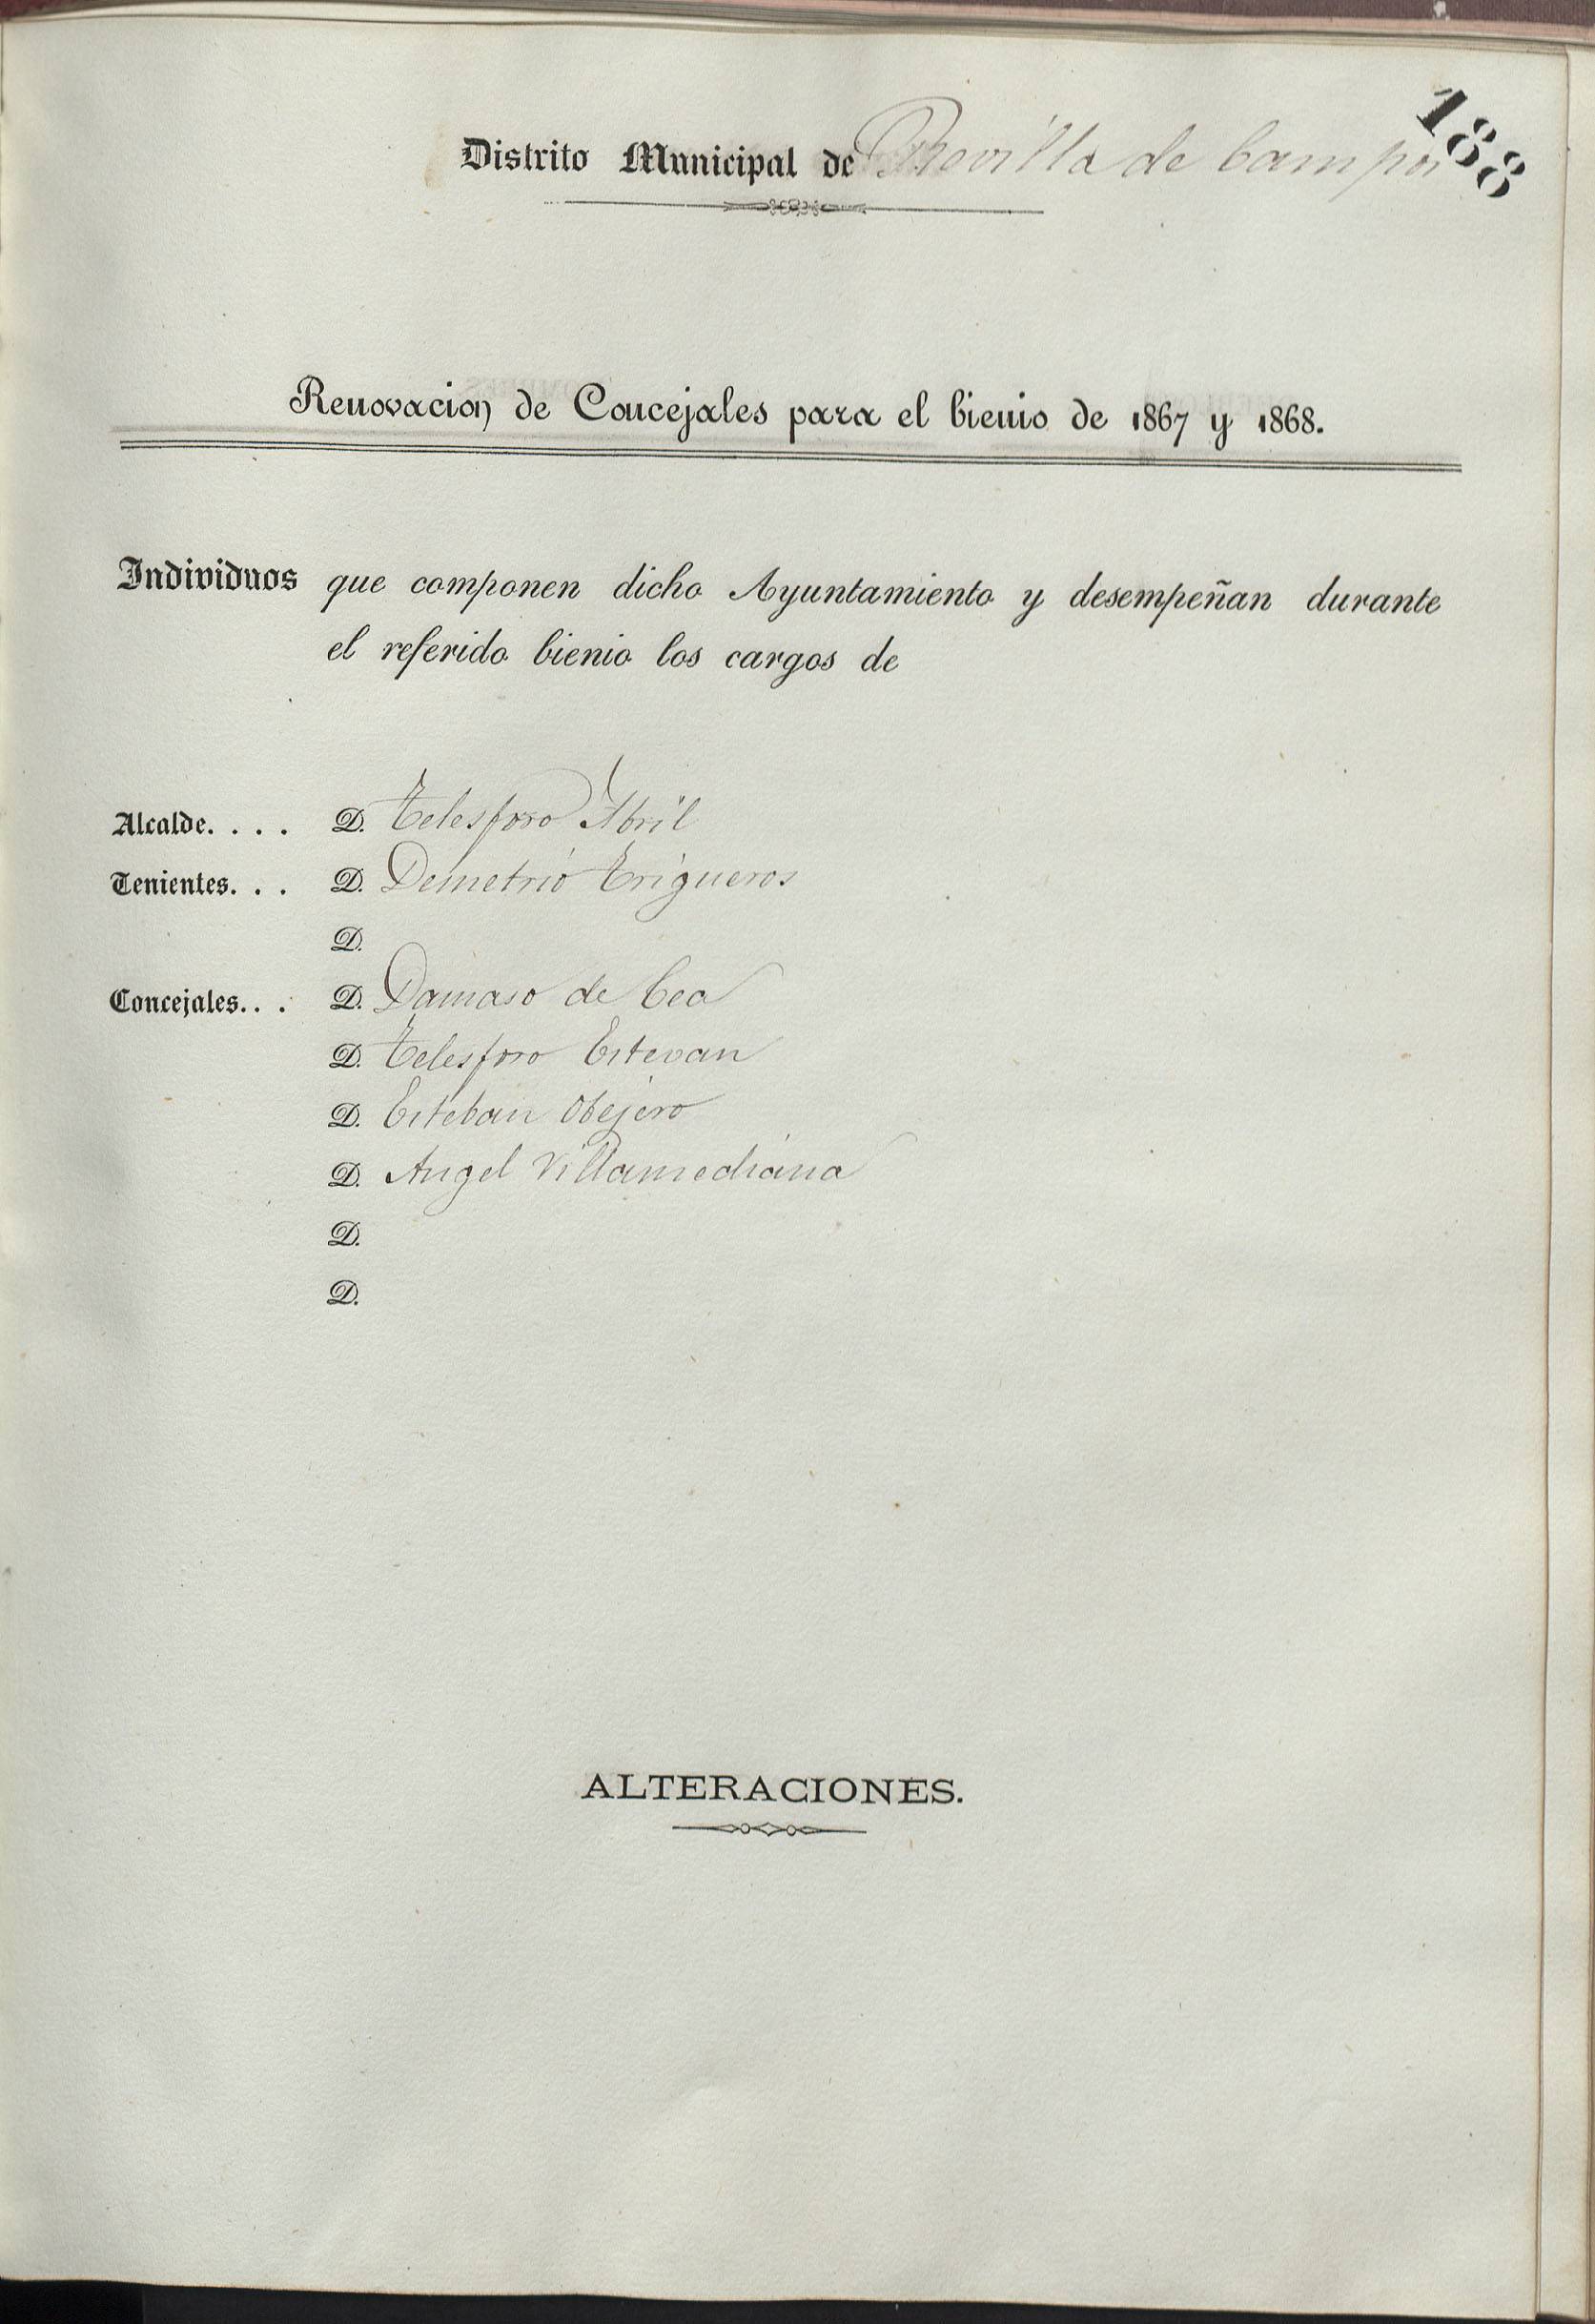 188
Distrito Municipal de Revilla de Campos
Renovacion de Concejales para el bienio de 1867 y 1868.
Individuos que componen dicho Ayuntamiento y desempeñan durante
el referido bienio los cargos de
Alcalde. . . . D. Telesforo Abril
Tenientes. . . D. Demetrio Trigueros
D.
Concejales. . . D. Damaso de Cea
D. Telesforo Estevan
D. Esteban Obejero
D. Angel Villamediana
D.
D.
ALTERACIONES.